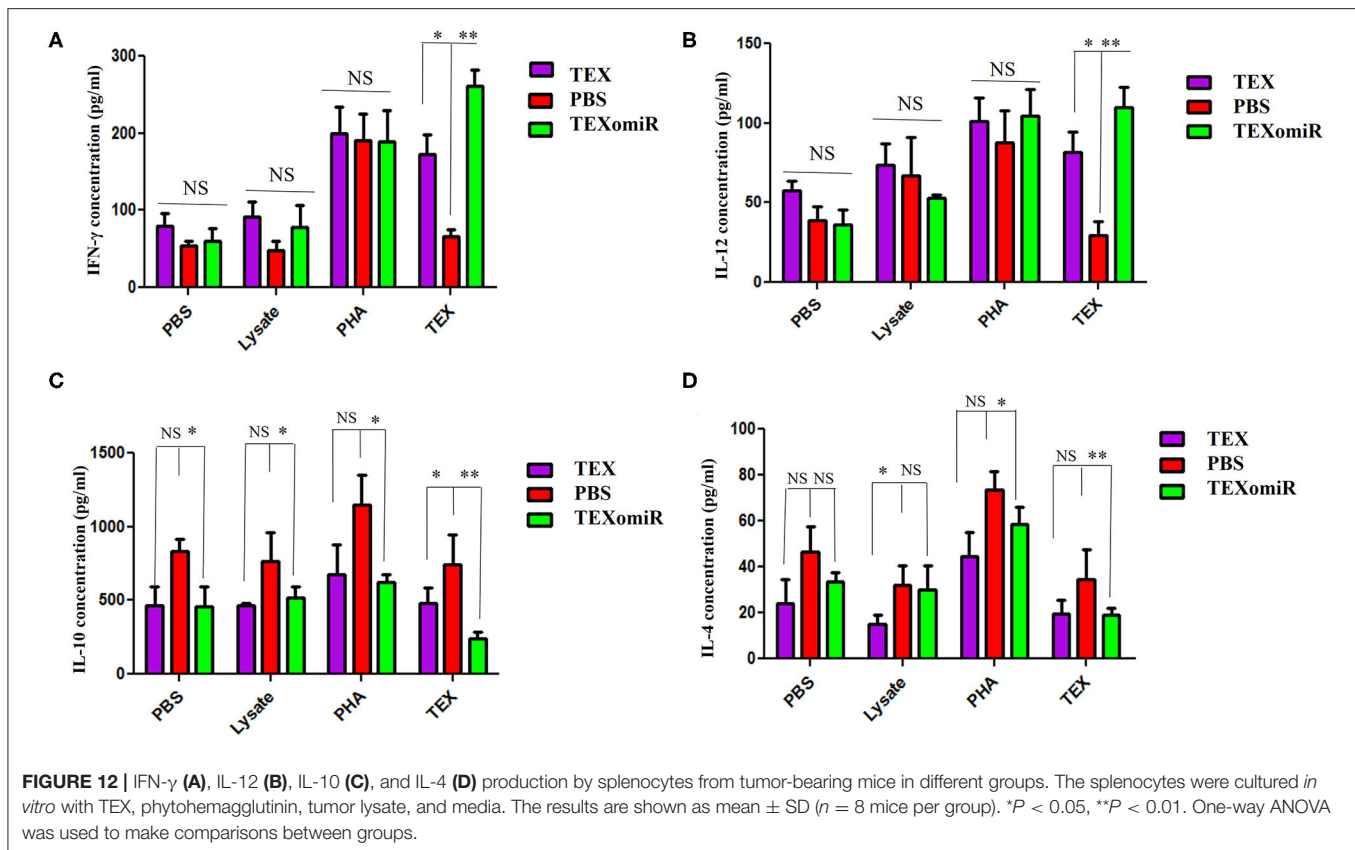 A
IFN-γ concentration (pg/ml)
300
200
100
0
NS
NS
NS
* **
PBS
Lysate
PHA
TEX
TEX
PBS
TEXomiR
B
IL-12 concentration (pg/ml)
150
100
50
0
NS
NS
NS
* **
PBS
Lysate
PHA
TEX
TEX
PBS
TEXomiR
C
IL-10 concentration (pg/ml)
1500
1000
500
0
NS *
NS *
NS *
* **
PBS
Lysate
PHA
TEX
TEX
PBS
TEXomiR
D
IL-4 concentration (pg/ml)
100
80
60
40
20
0
NS NS
* NS
NS *
NS **
PBS
Lysate
PHA
TEX
TEX
PBS
TEXomiR
FIGURE 12 | IFN-γ (A), IL-12 (B), IL-10 (C), and IL-4 (D) production by splenocytes from tumor-bearing mice in different groups. The splenocytes were cultured in
vitro with TEX, phytohemagglutinin, tumor lysate, and media. The results are shown as mean ± SD (n = 8 mice per group). *P < 0.05, **P < 0.01. One-way ANOVA
was used to make comparisons between groups.